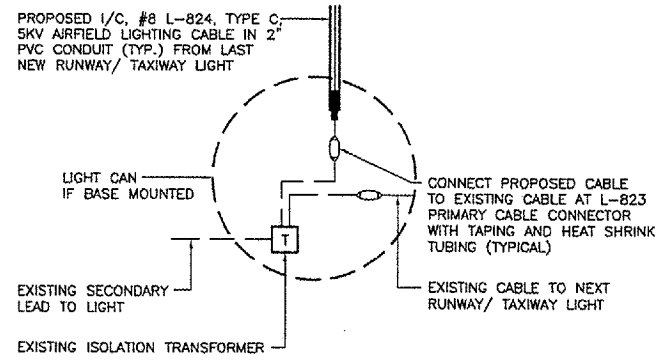 PROPOSED 1/C, #8 L-824, TYPE C,
5KV AIRFIELD LIGHTING CABLE IN 2"
PVC CONDUIT (TYP.) FROM LAST
NEW RUNWAY/ TAXIWAY LIGHT
LIGHT CAN
IF BASE MOUNTED
CONNECT PROPOSED CABLE
TO EXISTING CABLE AT L-823
PRIMARY CABLE CONNECTOR
WITH TAPING AND HEAT SHRINK
TUBING (TYPICAL)
T
EXISTING SECONDARY
LEAD TO LIGHT
EXISTING CABLE TO NEXT
RUNWAY/ TAXIWAY LIGHT
EXISTING ISOLATION TRANSFORMER